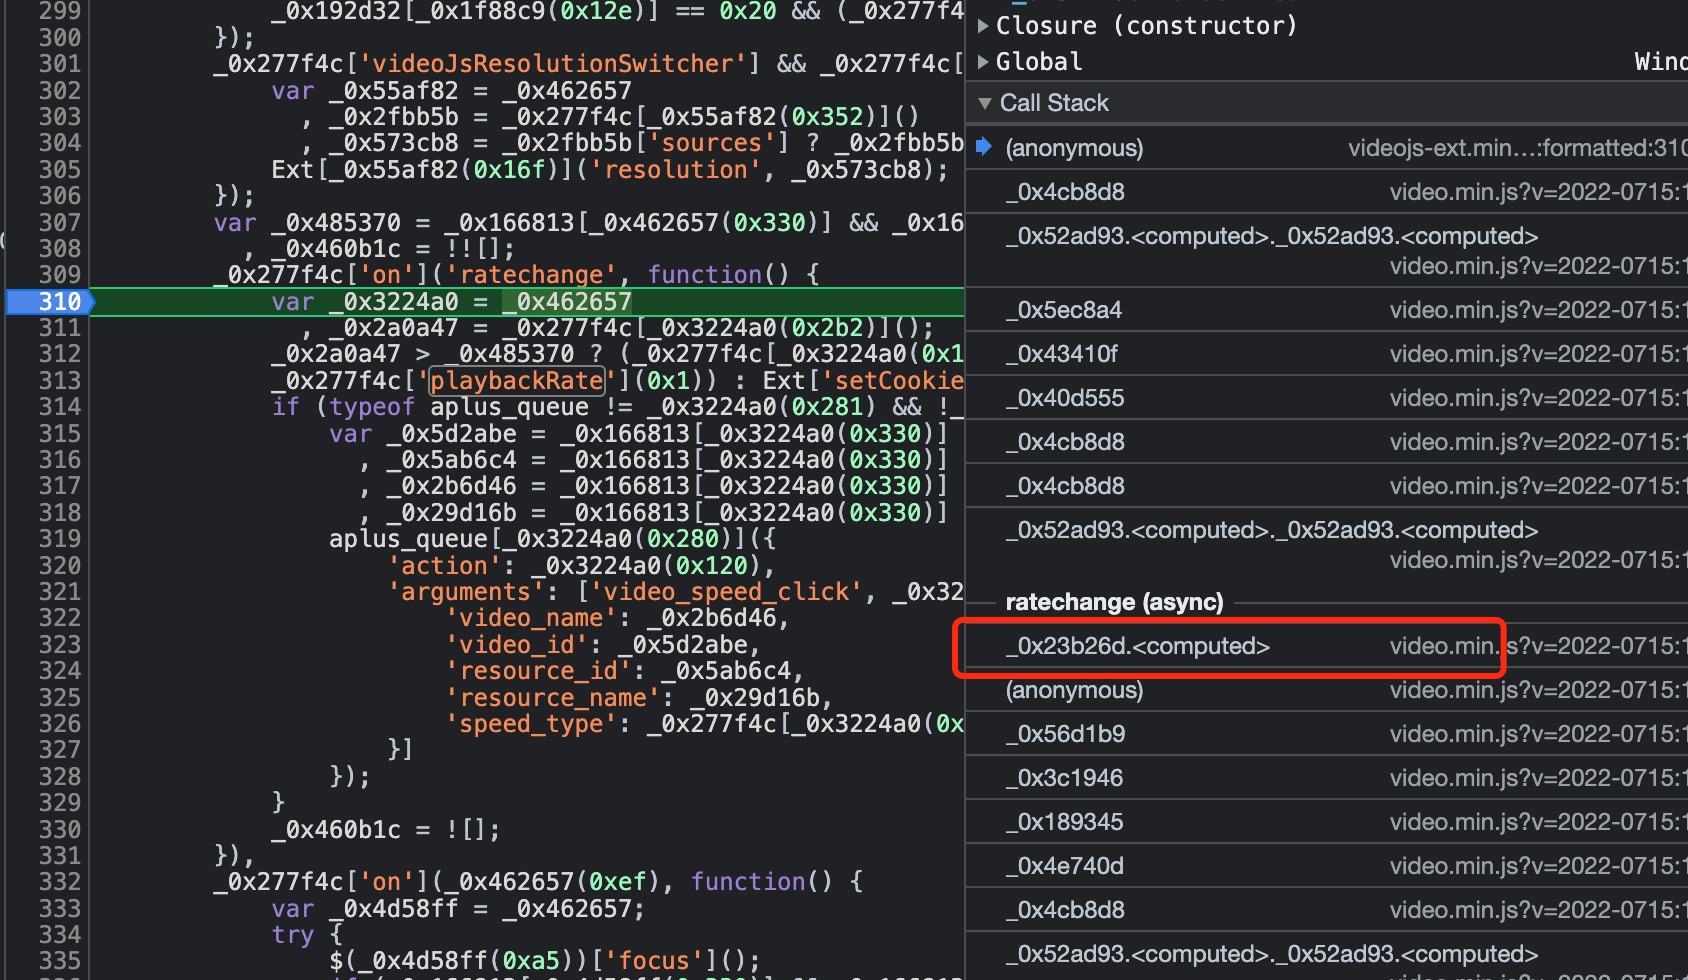 299 _0x192d32[_0x1f88c9(0x12e)] == 0x20 && (_0x277f4
300 });
301 _0x277f4c['videoJsResolutionSwitcher'] && _0x277f4c[
302 var _0x55af82 = _0x462657
303 , _0x2fbb5b = _0x277f4c[_0x55af82(0x352)]()
304 , _0x573cb8 = _0x2fbb5b['sources'] ? _0x2fbb5b
305 Ext[_0x55af82(0x16f)]('resolution', _0x573cb8);
306 });
307 var _0x485370 = _0x166813[_0x462657(0x330)] && _0x16
308 , _0x460b1c = !![];
309 _0x277f4c['on']('ratechange', function() {
310 var _0x3224a0 = _0x462657
311 , _0x2a0a47 = _0x277f4c[_0x3224a0(0x2b2)]();
312 _0x2a0a47 > _0x485370 ? (_0x277f4c[_0x3224a0(0x1
313 _0x277f4c['playbackRate'](0x1)) : Ext['setCookie
314 if (typeof aplus_queue != _0x3224a0(0x281) && !_
315 var _0x5d2abe = _0x166813[_0x3224a0(0x330)]
316 , _0x5ab6c4 = _0x166813[_0x3224a0(0x330)]
317 , _0x2b6d46 = _0x166813[_0x3224a0(0x330)]
318 , _0x29d16b = _0x166813[_0x3224a0(0x330)]
319 aplus_queue[_0x3224a0(0x280)]({
320 'action': _0x3224a0(0x120),
321 'arguments': ['video_speed_click', _0x32
322 'video_name': _0x2b6d46,
323 'video_id': _0x5d2abe,
324 'resource_id': _0x5ab6c4,
325 'resource_name': _0x29d16b,
326 'speed_type': _0x277f4c[_0x3224a0(0x
327 }]
328 });
329 }
330 _0x460b1c = ![];
331 }),
332 _0x277f4c['on'](_0x462657(0xef), function() {
333 var _0x4d58ff = _0x462657;
334 try {
335 $(_0x4d58ff(0xa5))['focus']();
Closure (constructor)
Global Wind
Call Stack
(anonymous) videojs-ext.min…:formatted:310
_0x4cb8d8 video.min.js?v=2022-0715:1
_0x52ad93.<computed>._0x52ad93.<computed>
video.min.js?v=2022-0715:1
_0x5ec8a4 video.min.js?v=2022-0715:1
_0x43410f video.min.js?v=2022-0715:1
_0x40d555 video.min.js?v=2022-0715:1
_0x4cb8d8 video.min.js?v=2022-0715:1
_0x4cb8d8 video.min.js?v=2022-0715:1
_0x52ad93.<computed>._0x52ad93.<computed>
video.min.js?v=2022-0715:1
ratechange (async)
_0x23b26d.<computed> video.min.js?v=2022-0715:1
(anonymous) video.min.js?v=2022-0715:1
_0x56d1b9 video.min.js?v=2022-0715:1
_0x3c1946 video.min.js?v=2022-0715:1
_0x189345 video.min.js?v=2022-0715:1
_0x4e740d video.min.js?v=2022-0715:1
_0x4cb8d8 video.min.js?v=2022-0715:1
_0x52ad93.<computed>._0x52ad93.<computed>